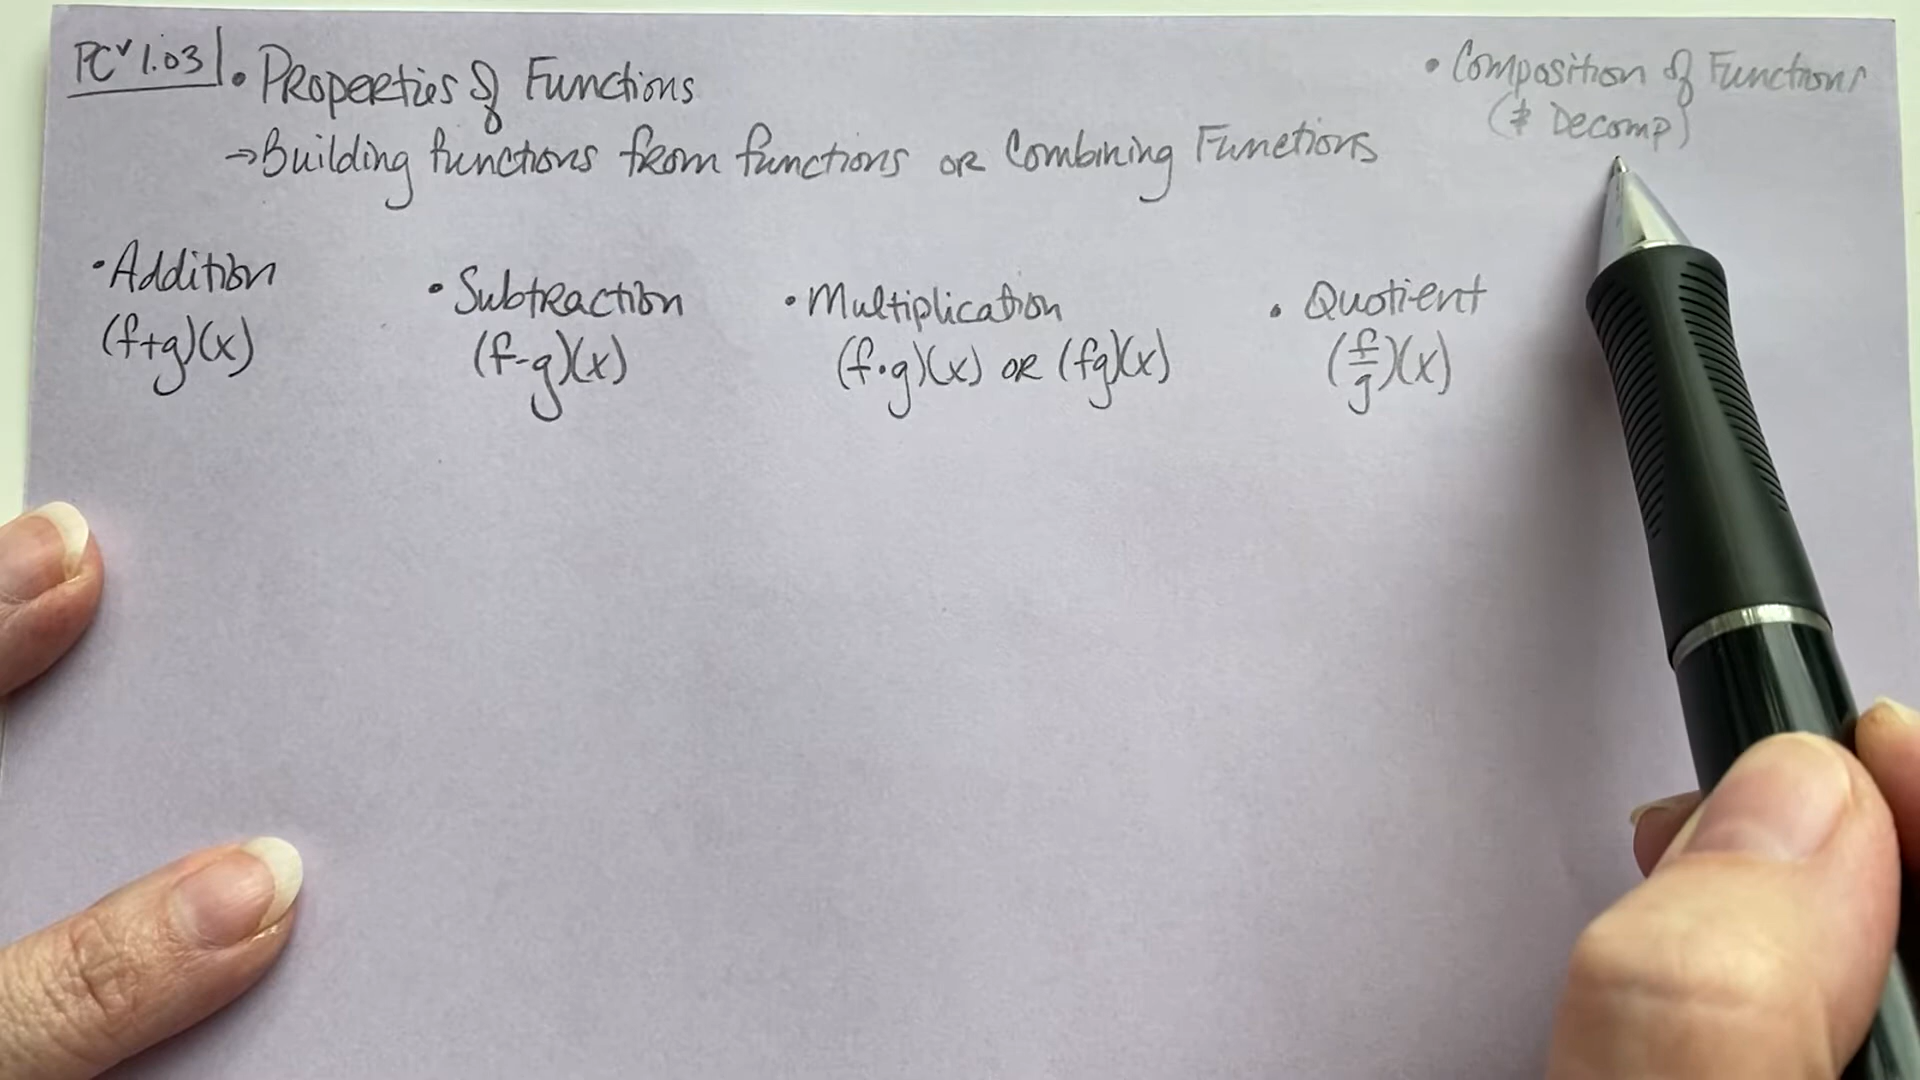 PCV 1.03
• Properties of Functions
→ Building functions from functions or Combining Functions
• Composition of Functions
(& Decomp)
• Addition
(f+g)(x)
• Subtraction
(f-g)(x)
• Multiplication
(f•g)(x) OR (fg)(x)
• Quotient
(f/g)(x)